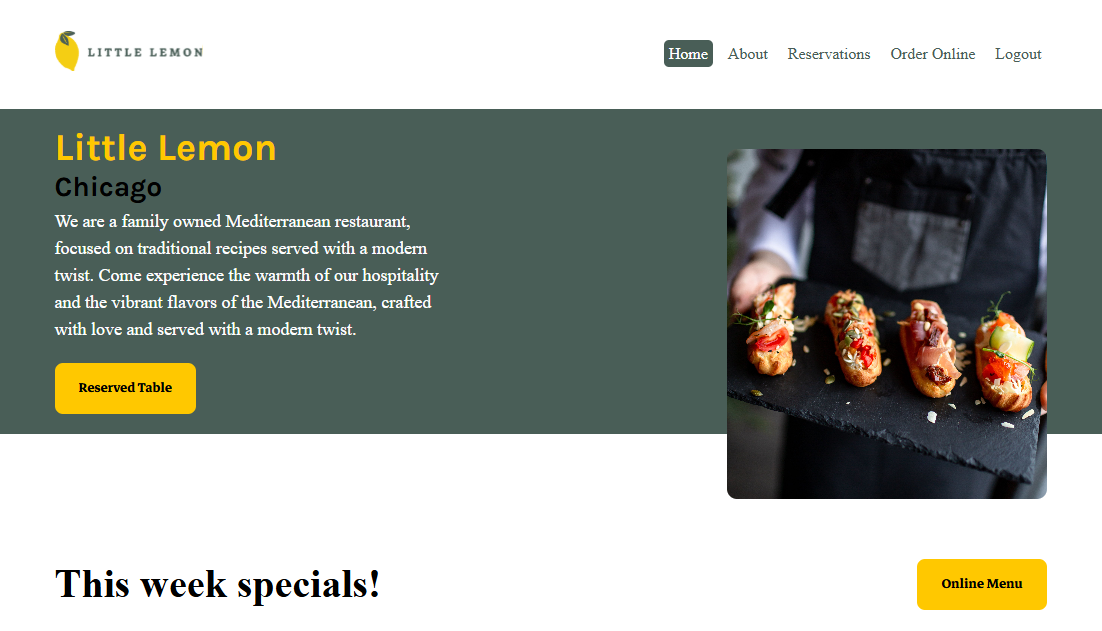 LITTLE LEMON
Home About Reservations Order Online Logout
Little Lemon
Chicago
We are a family owned Mediterranean restaurant,
focused on traditional recipes served with a modern
twist. Come experience the warmth of our hospitality
and the vibrant flavors of the Mediterranean, crafted
with love and served with a modern twist.
Reserved Table
This week specials!
Online Menu